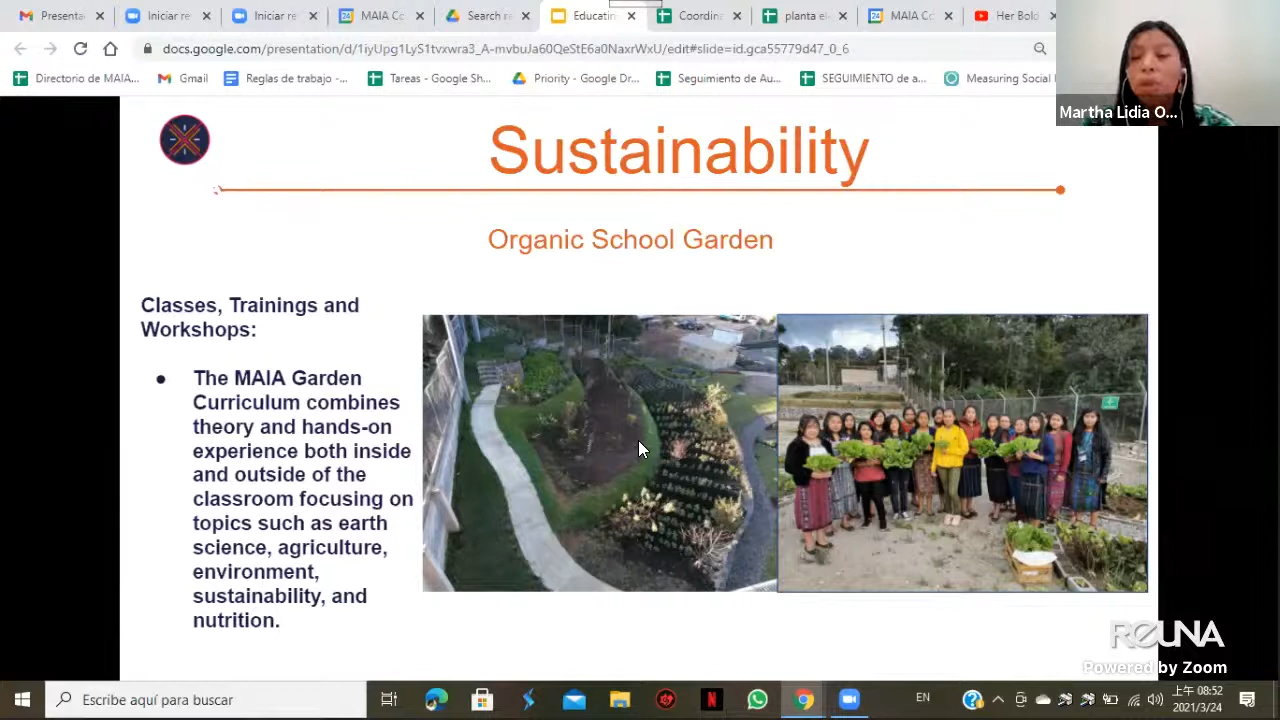 Presenta
Iniciar re
Iniciar re
MAIA Ce
Search re
Educatin
Coordina
planta el
MAIA Co
Her Bold
docs.google.com/presentation/d/1iyUpg1LyS1tvxwra3_A-mvbuJa60QeStE6a0NaxrWxU/edit#slide=id.gca55779d47_0_6
Directorio de MAIA...
Gmail
Reglas de trabajo -...
Tareas - Google Sh...
Priority - Google Dr...
Seguimiento de Au...
SEGUIMIENTO de a...
Measuring Social
Martha Lidia O...
Sustainability
Organic School Garden
Classes, Trainings and
Workshops:
● The MAIA Garden
Curriculum combines
theory and hands-on
experience both inside
and outside of the
classroom focusing on
topics such as earth
science, agriculture,
environment,
sustainability, and
nutrition.
REUNA
Powered by Zoom
Escribe aquí para buscar
EN
上午 08:52
2021/3/24